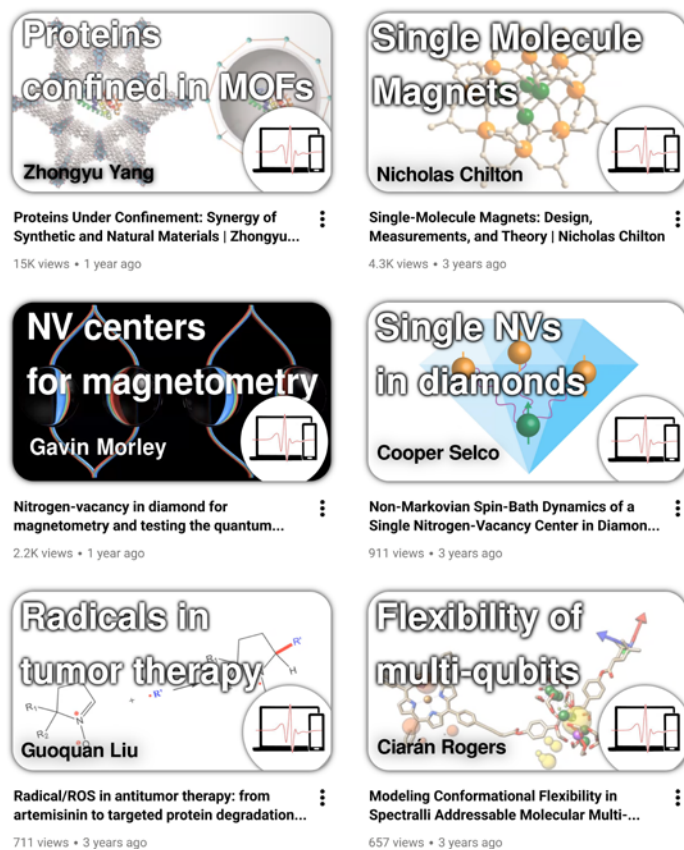 Proteins
confined in MOFs
Zhongyu Yang
Proteins Under Confinement: Synergy of
Synthetic and Natural Materials | Zhongyu...
15K views • 1 year ago
Single Molecule
Magnets
Nicholas Chilton
Single-Molecule Magnets: Design,
Measurements, and Theory | Nicholas Chilton
4.3K views • 3 years ago
NV centers
for magnetometry
Gavin Morley
Nitrogen-vacancy in diamond for
magnetometry and testing the quantum...
2.2K views • 1 year ago
Single NVs
in diamonds
Cooper Selco
Non-Markovian Spin-Bath Dynamics of a
Single Nitrogen-Vacancy Center in Diamon...
911 views • 3 years ago
Radicals in
tumor therapy
R₁
R₂
N
+
•R•
R•
H
Guoquan Liu
Radical/ROS in antitumor therapy: from
artemisinin to targeted protein degradation...
711 views • 3 years ago
Flexibility of
multi-qubits
Ciarán Rogers
Modeling Conformational Flexibility in
Spectralli Addressable Molecular Multi-...
657 views • 3 years ago